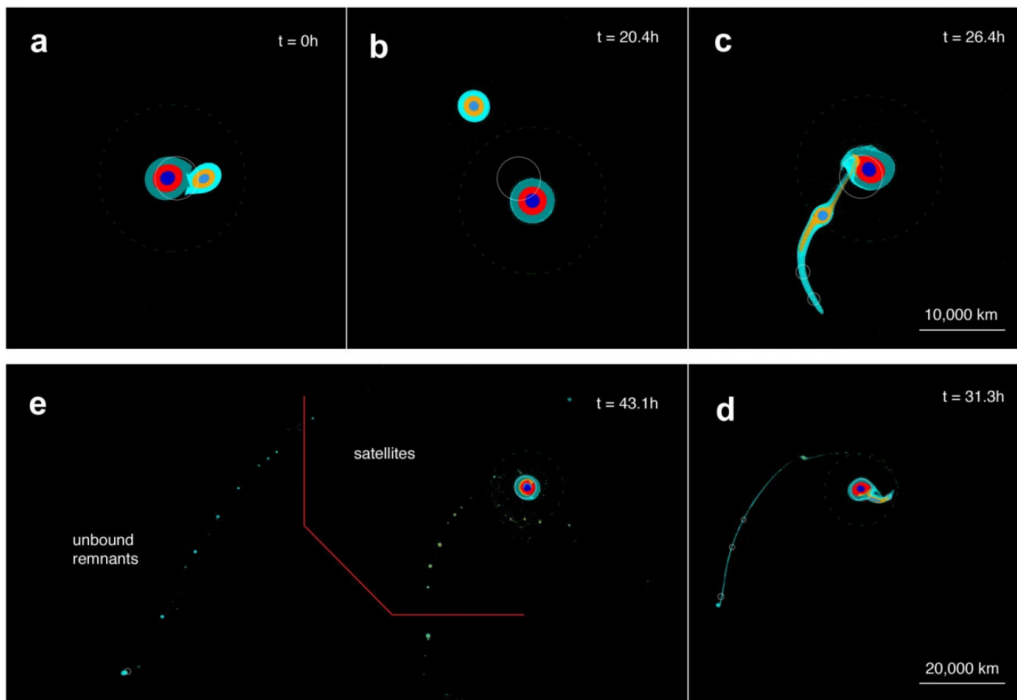 a
t = 0h
b
t = 20.4h
c
t = 26.4h
10,000 km
e
t = 43.1h
satellites
unbound
remnants
d
t = 31.3h
20,000 km